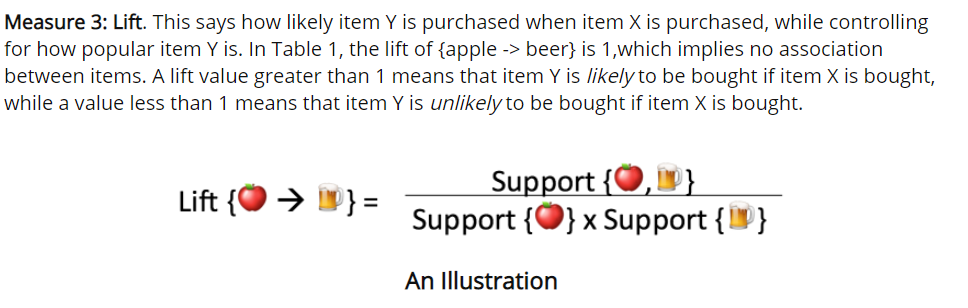 Measure 3: Lift. This says how likely item Y is purchased when item X is purchased, while controlling
for how popular item Y is. In Table 1, the lift of {apple -> beer} is 1,which implies no association
between items. A lift value greater than 1 means that item Y is likely to be bought if item X is bought,
while a value less than 1 means that item Y is unlikely to be bought if item X is bought.
Lift {🍎 → 🍺} =
Support {🍎, 🍺}
Support {🍎} x Support {🍺}
An Illustration